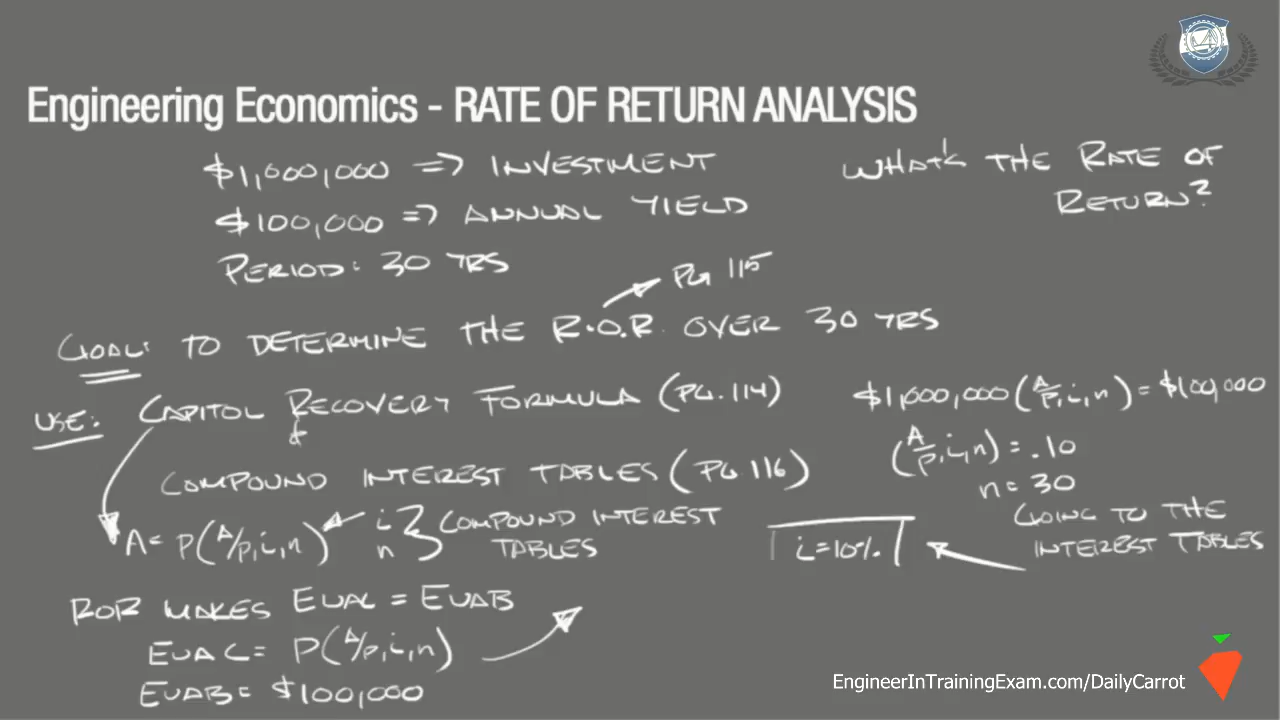 Engineering Economics - RATE OF RETURN ANALYSIS
$1,000,000 => INVESTMENT
$100,000 => ANNUAL YIELD
PERIOD: 30 YRS
WHAT'S THE RATE OF
RETURN?
PG 115
GOAL: TO DETERMINE THE R.O.R. OVER 30 YRS
USE: CAPITOL RECOVERY FORMULA (PG. 114)
&
COMPOUND INTEREST TABLES (PG. 116)
A= P(A/P,i,n)
i
n
} COMPOUND INTEREST
TABLES
ROR MAKES EUAC = EUAB
EUAC= P(A/P,i,n)
EUAB= $100,000
$1,000,000 (A/P,i,n) = $100,000
(A/P,i,n) = .10
n = 30
GOING TO THE
INTEREST TABLES
i=10%
EngineerInTrainingExam.com/DailyCarrot